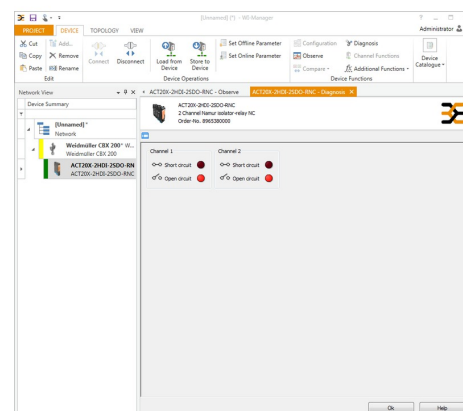 [Unnamed] (*) - WI-Manager
PROJECT DEVICE TOPOLOGY VIEW Administrator
Cut Add... Connect Disconnect Load from Device Store to Device Set Offline Parameter Configuration Diagnosis Device Catalogue
Copy Remove Set Online Parameter Observe Channel Functions
Paste Rename Compare Additional Functions
Edit Device Operations Device Functions
Network View
ACT20X-2HDI-2SDO-RNC - Observe ACT20X-2HDI-2SDO-RNC - Diagnosis
Device Summary
[Unnamed] *
Network
Weidmüller CBX 200* W...
Weidmüller CBX 200
ACT20X-2HDI-2SDO-RN
ACT20X-2HDI-2SDO-RNC
ACT20X-2HDI-2SDO-RNC
2 Channel Namur isolator-relay NC
Order-No. 8965380000
Channel 1 Channel 2
Short circuit Short circuit
Open circuit Open circuit
Ok Help